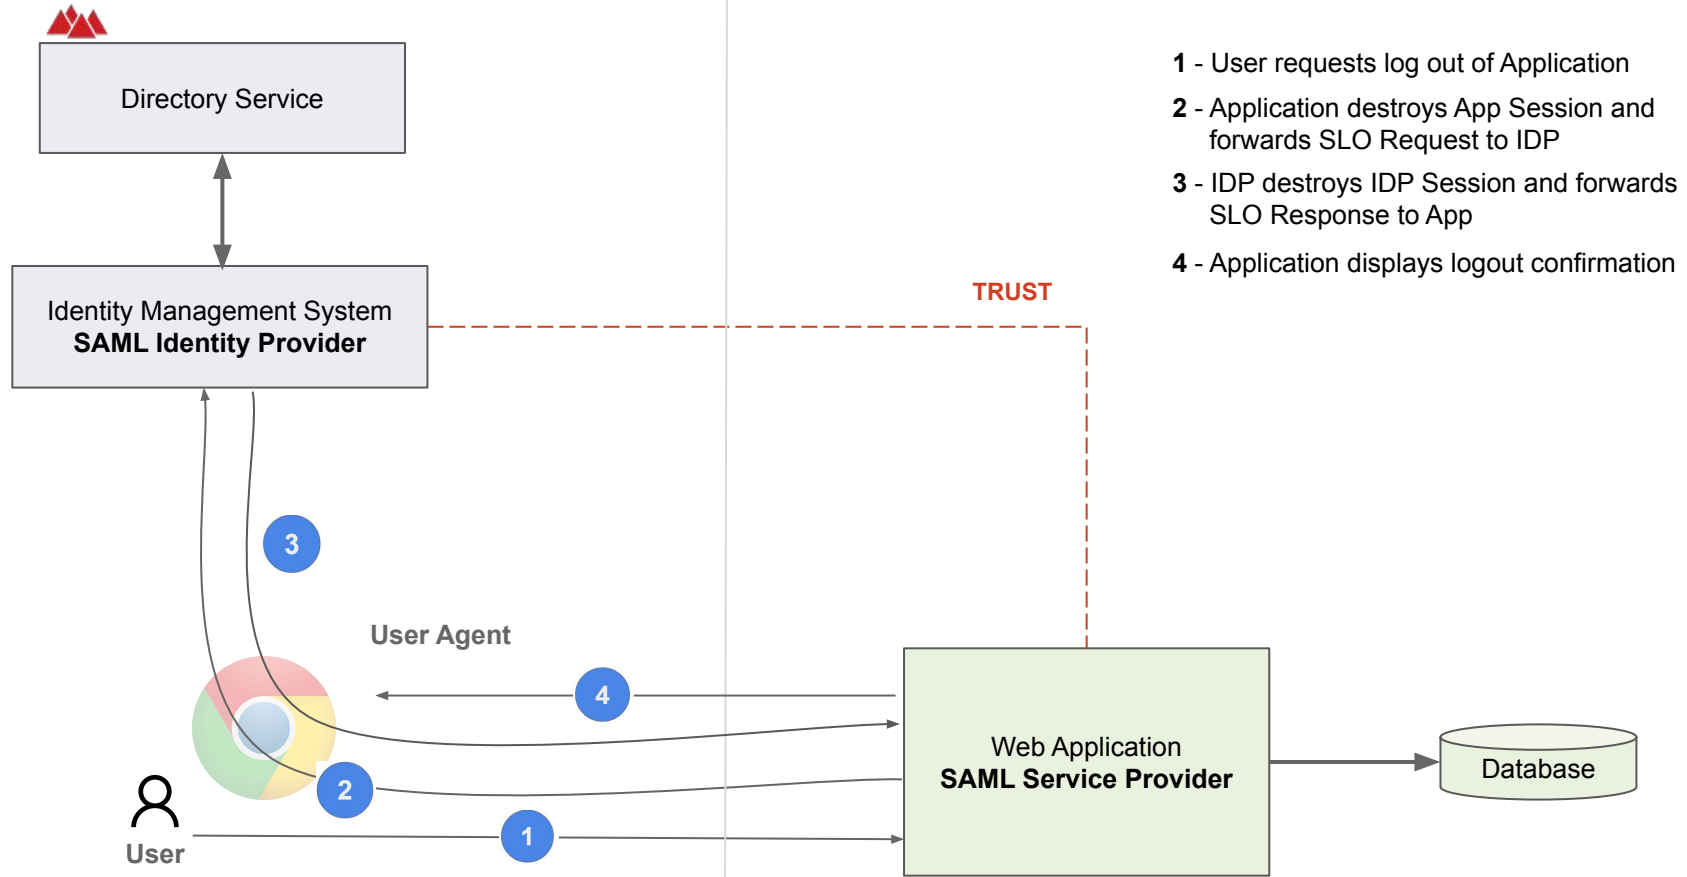 Directory Service
Identity Management System
SAML Identity Provider
TRUST
1 - User requests log out of Application
2 - Application destroys App Session and
forwards SLO Request to IDP
3 - IDP destroys IDP Session and forwards
SLO Response to App
4 - Application displays logout confirmation
3
User Agent
4
2
1
User
Web Application
SAML Service Provider
Database